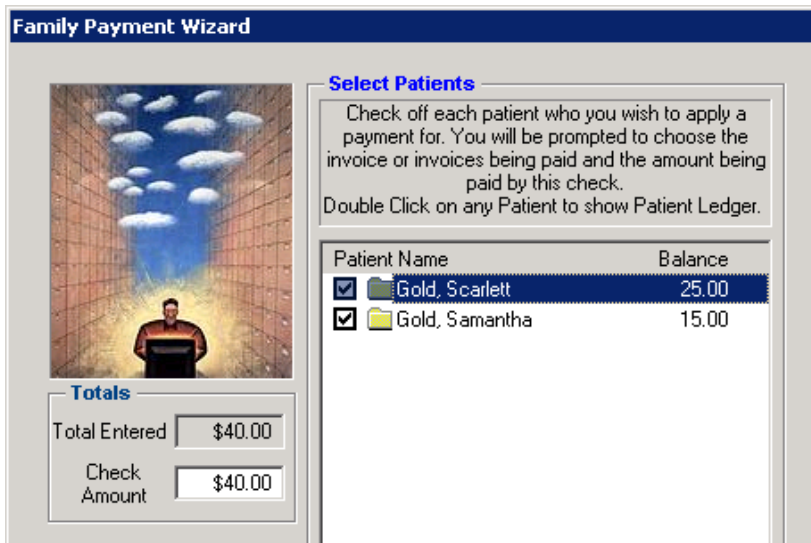 Family Payment Wizard
Select Patients
Check off each patient who you wish to apply a
payment for. You will be prompted to choose the
invoice or invoices being paid and the amount being
paid by this check.
Double Click on any Patient to show Patient Ledger.
Patient Name Balance
Gold, Scarlett 25.00
Gold, Samantha 15.00
Totals
Total Entered $40.00
Check
Amount $40.00